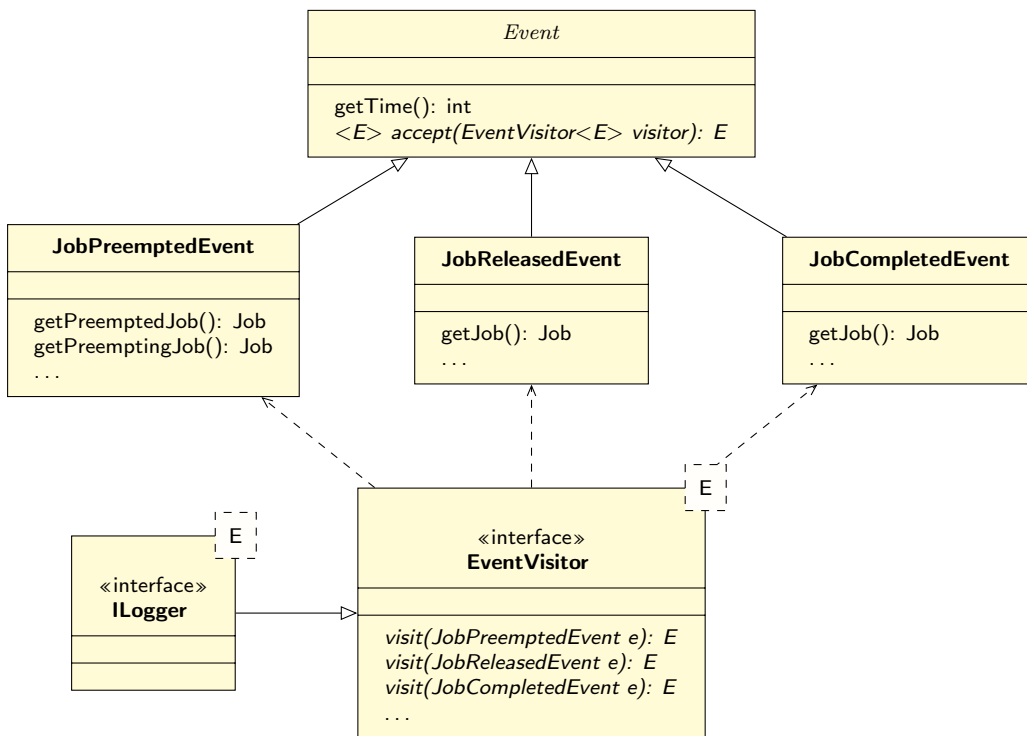 Event
getTime(): int
<E> accept(EventVisitor<E> visitor): E
JobPreemptedEvent
getPreemptedJob(): Job
getPreemptingJob(): Job
. . .
JobReleasedEvent
getJob(): Job
. . .
JobCompletedEvent
getJob(): Job
. . .
E
«interface»
ILogger
E
«interface»
EventVisitor
visit(JobPreemptedEvent e): E
visit(JobReleasedEvent e): E
visit(JobCompletedEvent e): E
. . .